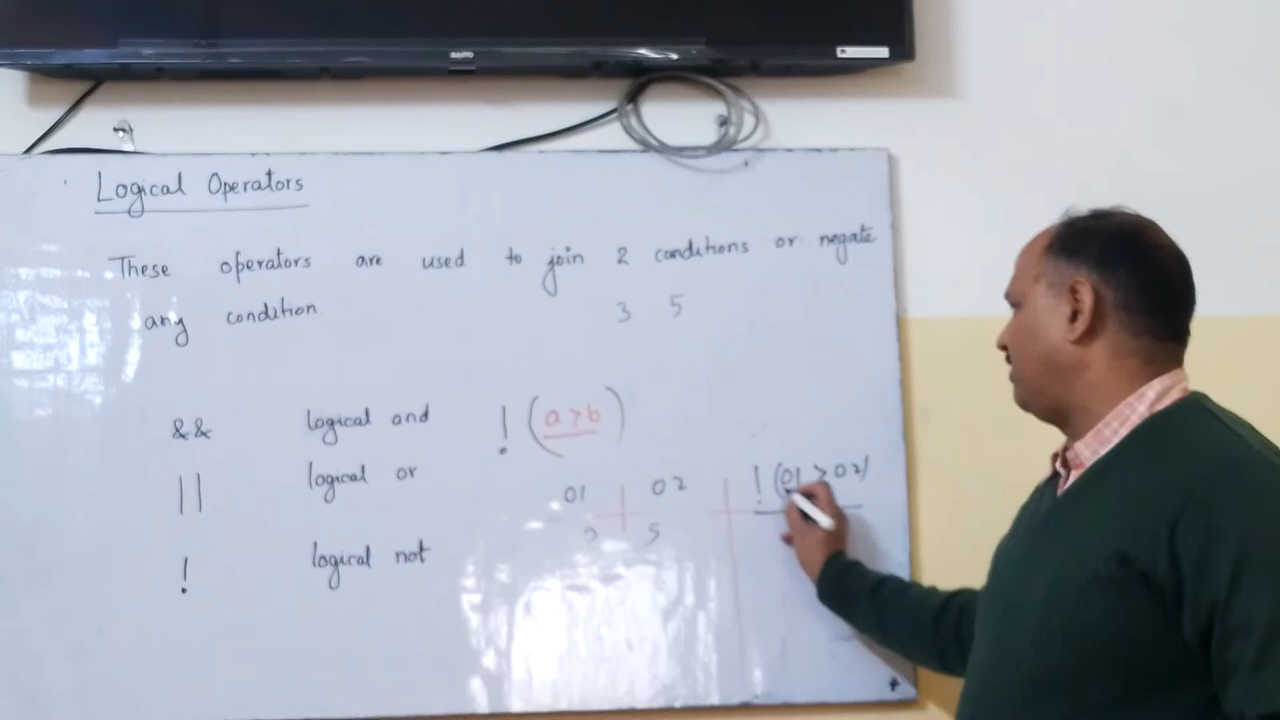 SANYO
Logical Operators
These operators are used to join 2 conditions or negate
any condition.
3 5
&& logical and ! (a > b)
|| logical or
01 02 ! (01 > 02)
5
! logical not